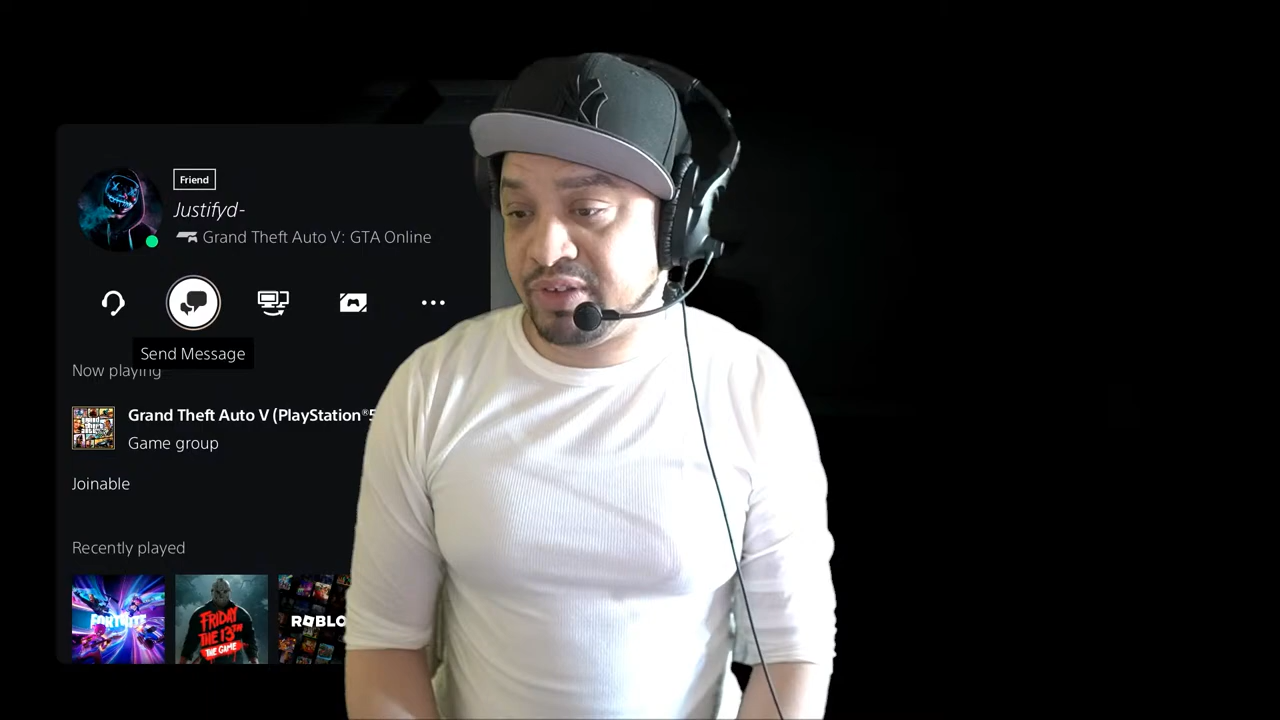 Friend
Justifyd-
Grand Theft Auto V: GTA Online
Send Message
Now playing
Grand Theft Auto V (PlayStation®5
Game group
Joinable
Recently played
FORTNITE
FRIDAY
THE 13TH
THE GAME
ROBLO